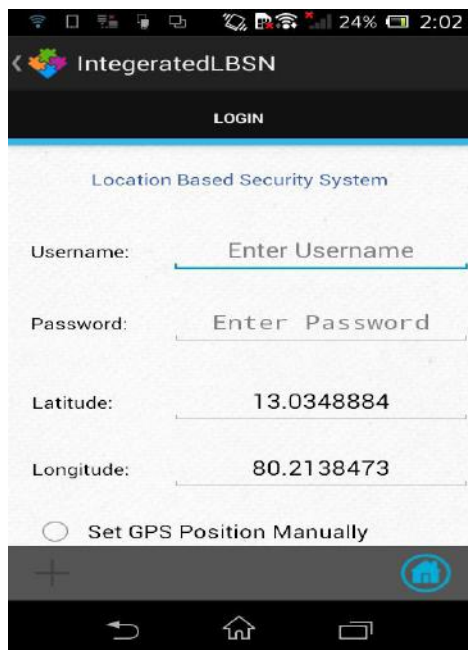 24% 2:02
IntegeratedLBSN
LOGIN
Location Based Security System
Username: Enter Username
Password: Enter Password
Latitude: 13.0348884
Longitude: 80.2138473
Set GPS Position Manually